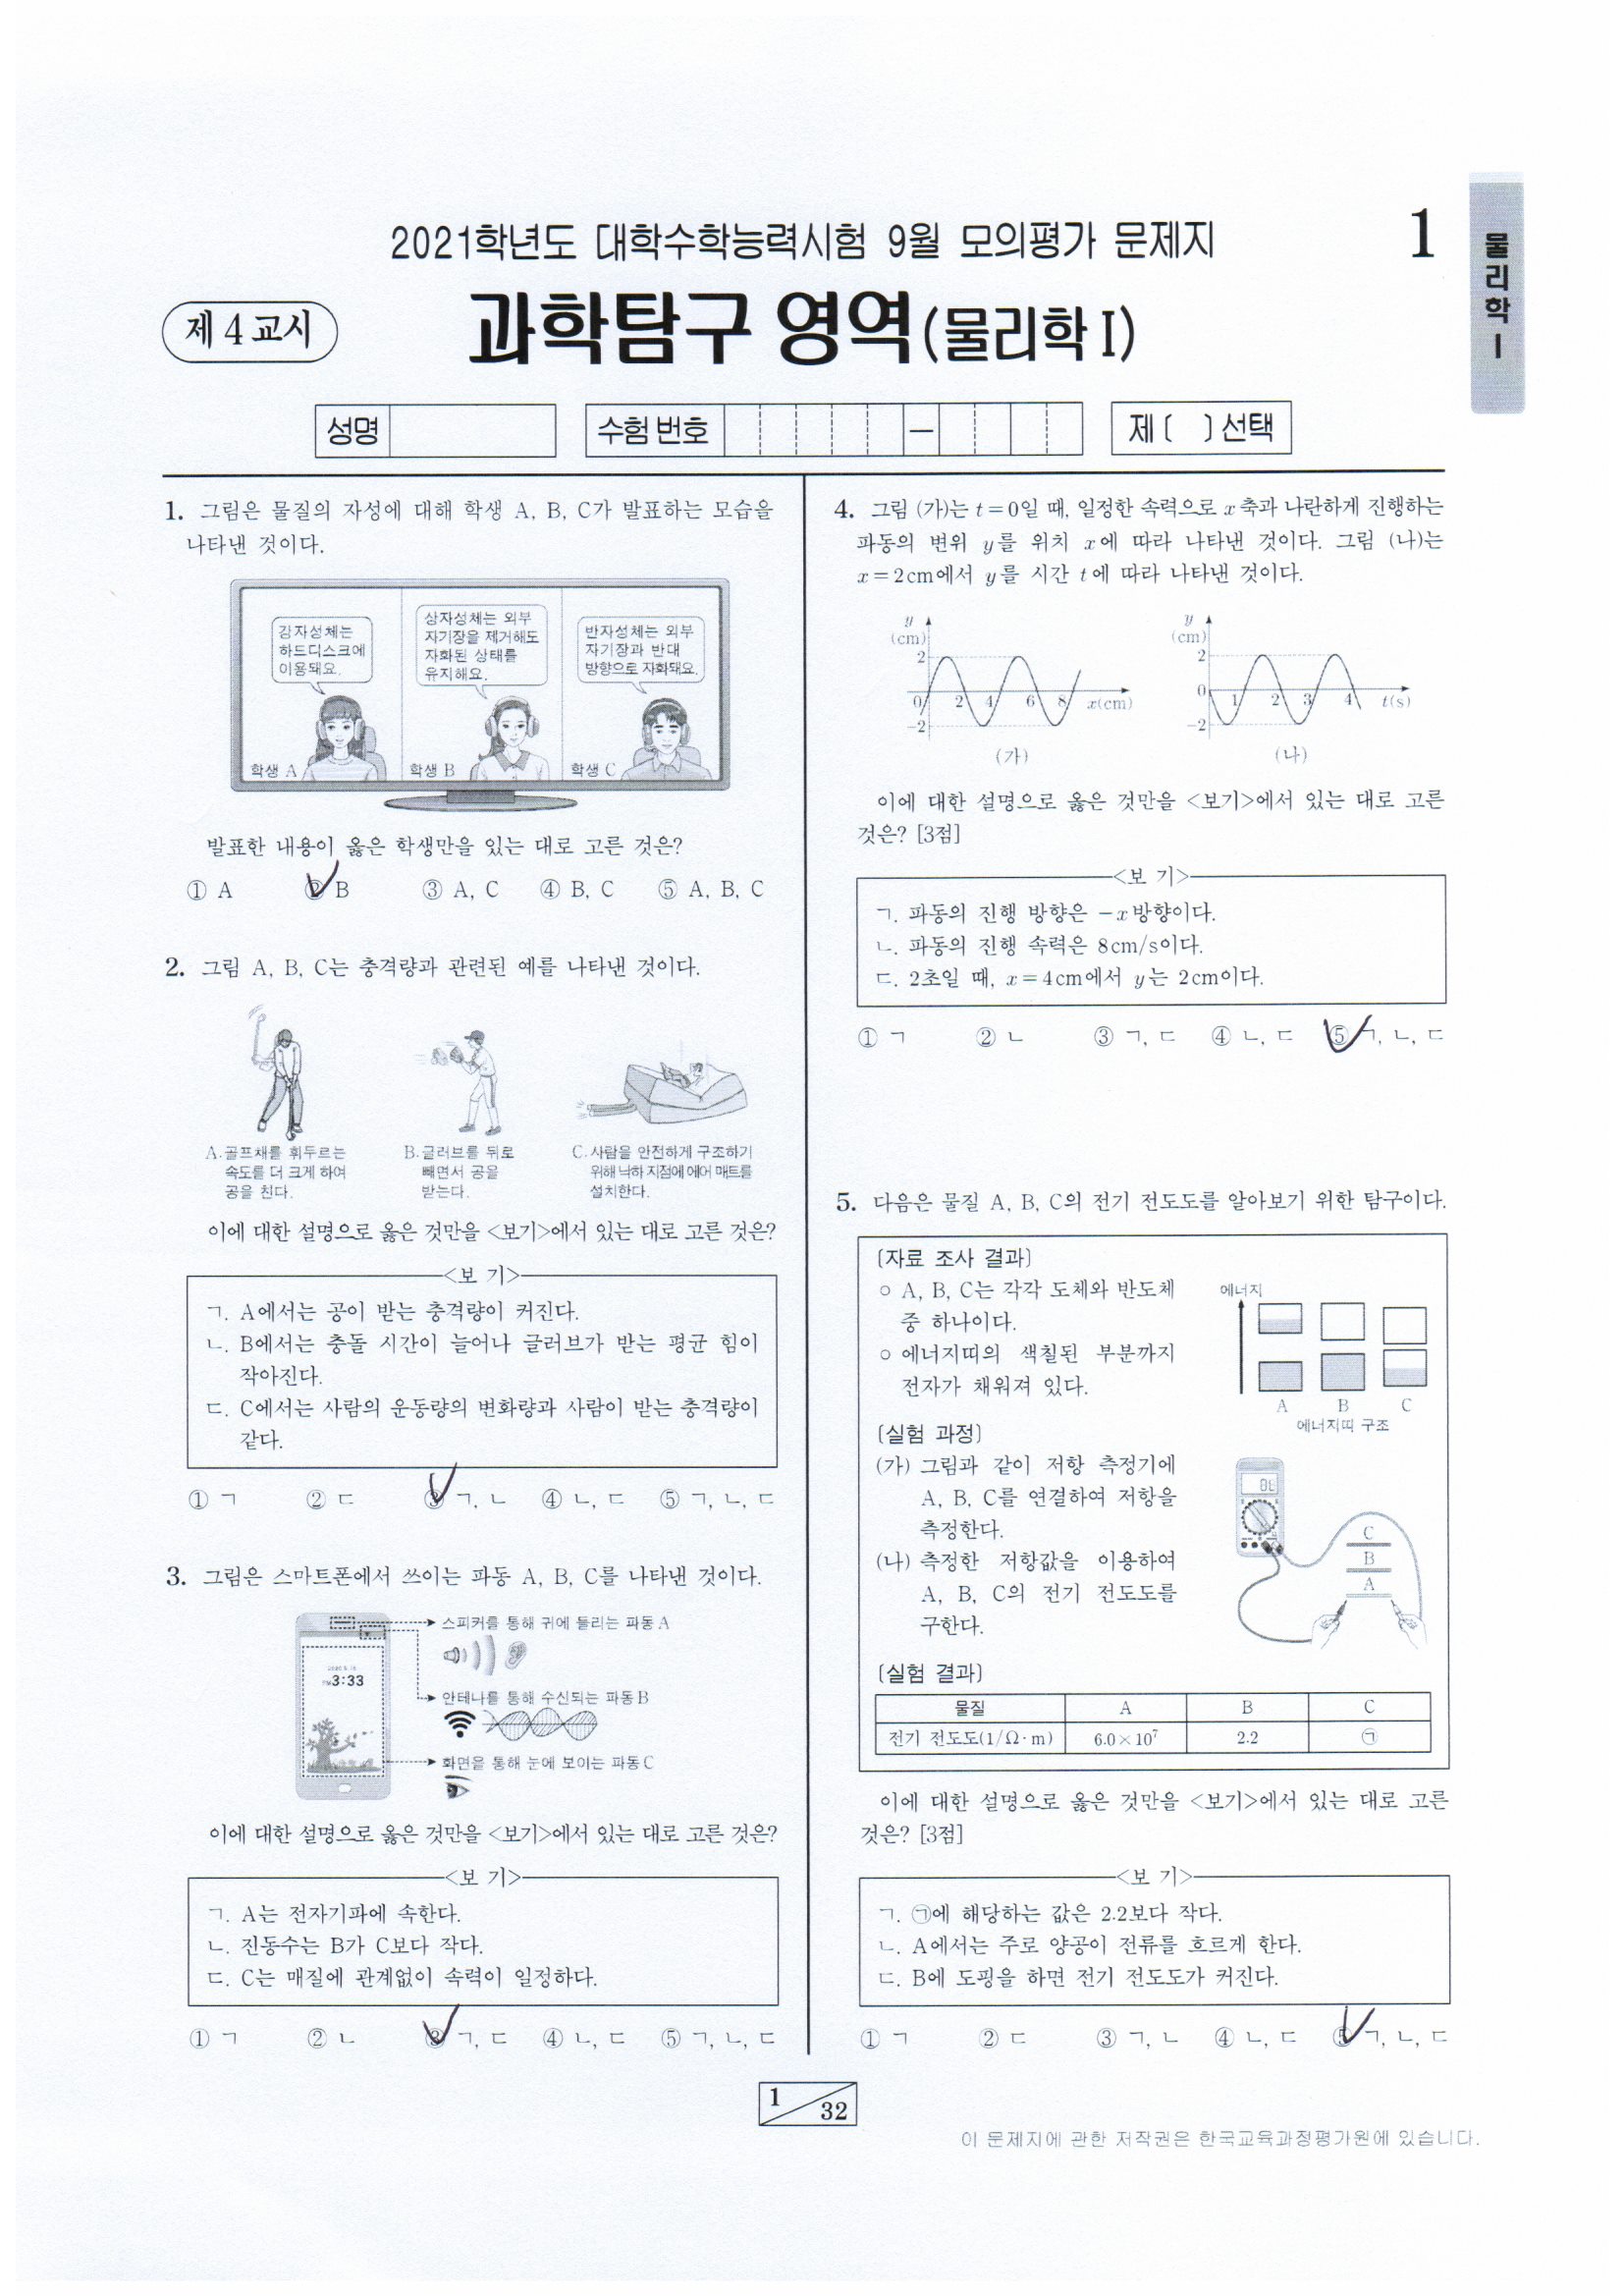 2021학년도 대학수학능력시험 9월 모의평가 문제지
1
물리학 I
제 4 교시
과학탐구 영역(물리학 I)
성명
수험 번호
—
제 [ ] 선택
1. 그림은 물질의 자성에 대해 학생 A, B, C가 발표하는 모습을
나타낸 것이다.
강자성체는
하드디스크에
이용돼요.
상자성체는 외부
자기장을 제거해도
자화된 상태를
유지해요.
반자성체는 외부
자기장과 반대
방향으로 자화돼요.
학생 A
학생 B
학생 C
발표한 내용이 옳은 학생만을 있는 대로 고른 것은?
① A ② B ③ A, C ④ B, C ⑤ A, B, C
2. 그림 A, B, C는 충격량과 관련된 예를 나타낸 것이다.
A. 골프채를 휘두르는
속도를 더 크게 하여
공을 친다.
B. 글러브를 뒤로
빼면서 공을
받는다.
C. 사람을 안전하게 구조하기
위해 낙하 지점에 에어 매트를
설치한다.
이에 대한 설명으로 옳은 것만을 <보기>에서 있는 대로 고른 것은?
<보 기>
ㄱ. A에서는 공이 받는 충격량이 커진다.
ㄴ. B에서는 충돌 시간이 늘어나 글러브가 받는 평균 힘이
작아진다.
ㄷ. C에서는 사람의 운동량의 변화량과 사람이 받는 충격량이
같다.
① ㄱ ② ㄷ ③ ㄱ, ㄴ ④ ㄴ, ㄷ ⑤ ㄱ, ㄴ, ㄷ
3. 그림은 스마트폰에서 쓰이는 파동 A, B, C를 나타낸 것이다.
스피커를 통해 귀에 들리는 파동 A
PM 3:33
안테나를 통해 수신되는 파동 B
화면을 통해 눈에 보이는 파동 C
이에 대한 설명으로 옳은 것만을 <보기>에서 있는 대로 고른 것은?
<보 기>
ㄱ. A는 전자기파에 속한다.
ㄴ. 진동수는 B가 C보다 작다.
ㄷ. C는 매질에 관계없이 속력이 일정하다.
① ㄱ ② ㄴ ③ ㄱ, ㄷ ④ ㄴ, ㄷ ⑤ ㄱ, ㄴ, ㄷ
4. 그림 (가)는 t=0일 때, 일정한 속력으로 x축과 나란하게 진행하는
파동의 변위 y를 위치 x에 따라 나타낸 것이다. 그림 (나)는
x=2cm에서 y를 시간 t에 따라 나타낸 것이다.
y
(cm)
2
0 2 4 6 8 x(cm)
-2
(가)
y
(cm)
2
0 1 2 3 4 t(s)
-2
(나)
이에 대한 설명으로 옳은 것만을 <보기>에서 있는 대로 고른
것은? [3점]
<보 기>
ㄱ. 파동의 진행 방향은 -x방향이다.
ㄴ. 파동의 진행 속력은 8cm/s이다.
ㄷ. 2초일 때, x=4cm에서 y는 2cm이다.
① ㄱ ② ㄴ ③ ㄱ, ㄷ ④ ㄴ, ㄷ ⑤ ㄱ, ㄴ, ㄷ
5. 다음은 물질 A, B, C의 전기 전도도를 알아보기 위한 탐구이다.
[자료 조사 결과]
○ A, B, C는 각각 도체와 반도체
중 하나이다.
○ 에너지띠의 색칠된 부분까지
전자가 채워져 있다.
에너지
A B C
에너지띠 구조
[실험 과정]
(가) 그림과 같이 저항 측정기에
A, B, C를 연결하여 저항을
측정한다.
(나) 측정한 저항값을 이용하여
A, B, C의 전기 전도도를
구한다.
C
B
A
[실험 결과]
물질 A B C
전기 전도도(1/Ω·m) 6.0×10⁷ 2.2 ㉠
이에 대한 설명으로 옳은 것만을 <보기>에서 있는 대로 고른
것은? [3점]
<보 기>
ㄱ. ㉠에 해당하는 값은 2.2보다 작다.
ㄴ. A에서는 주로 양공이 전류를 흐르게 한다.
ㄷ. B에 도핑을 하면 전기 전도도가 커진다.
① ㄱ ② ㄷ ③ ㄱ, ㄴ ④ ㄴ, ㄷ ⑤ ㄱ, ㄴ, ㄷ
1
32
이 문제지에 관한 저작권은 한국교육과정평가원에 있습니다.